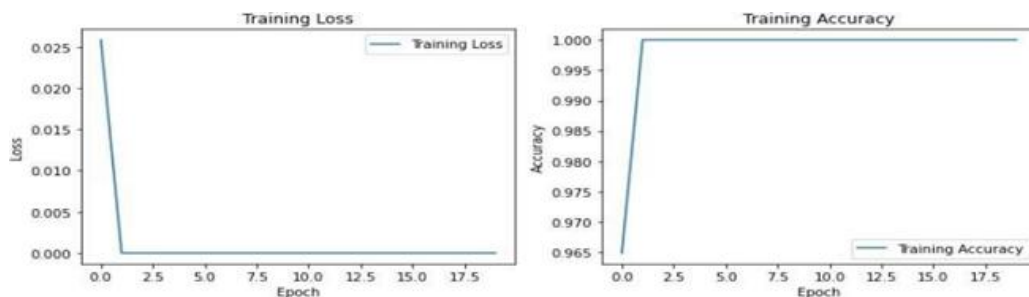 Training Loss
Training Loss
0.025
0.020
0.015
0.010
0.005
0.000
Loss
0.0 2.5 5.0 7.5 10.0 12.5 15.0 17.5
Epoch
Training Accuracy
1.000
0.995
0.990
0.985
0.980
0.975
0.970
0.965
Accuracy
Training Accuracy
0.0 2.5 5.0 7.5 10.0 12.5 15.0 17.5
Epoch